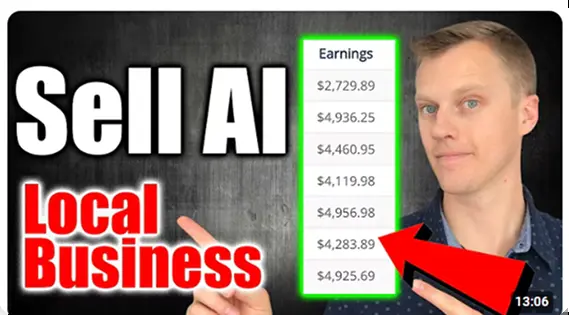 Sell AI
Local
Business
Earnings
$2,729.89
$4,936.25
$4,460.95
$4,119.98
$4,956.98
$4,283.89
$4,925.69
13:06